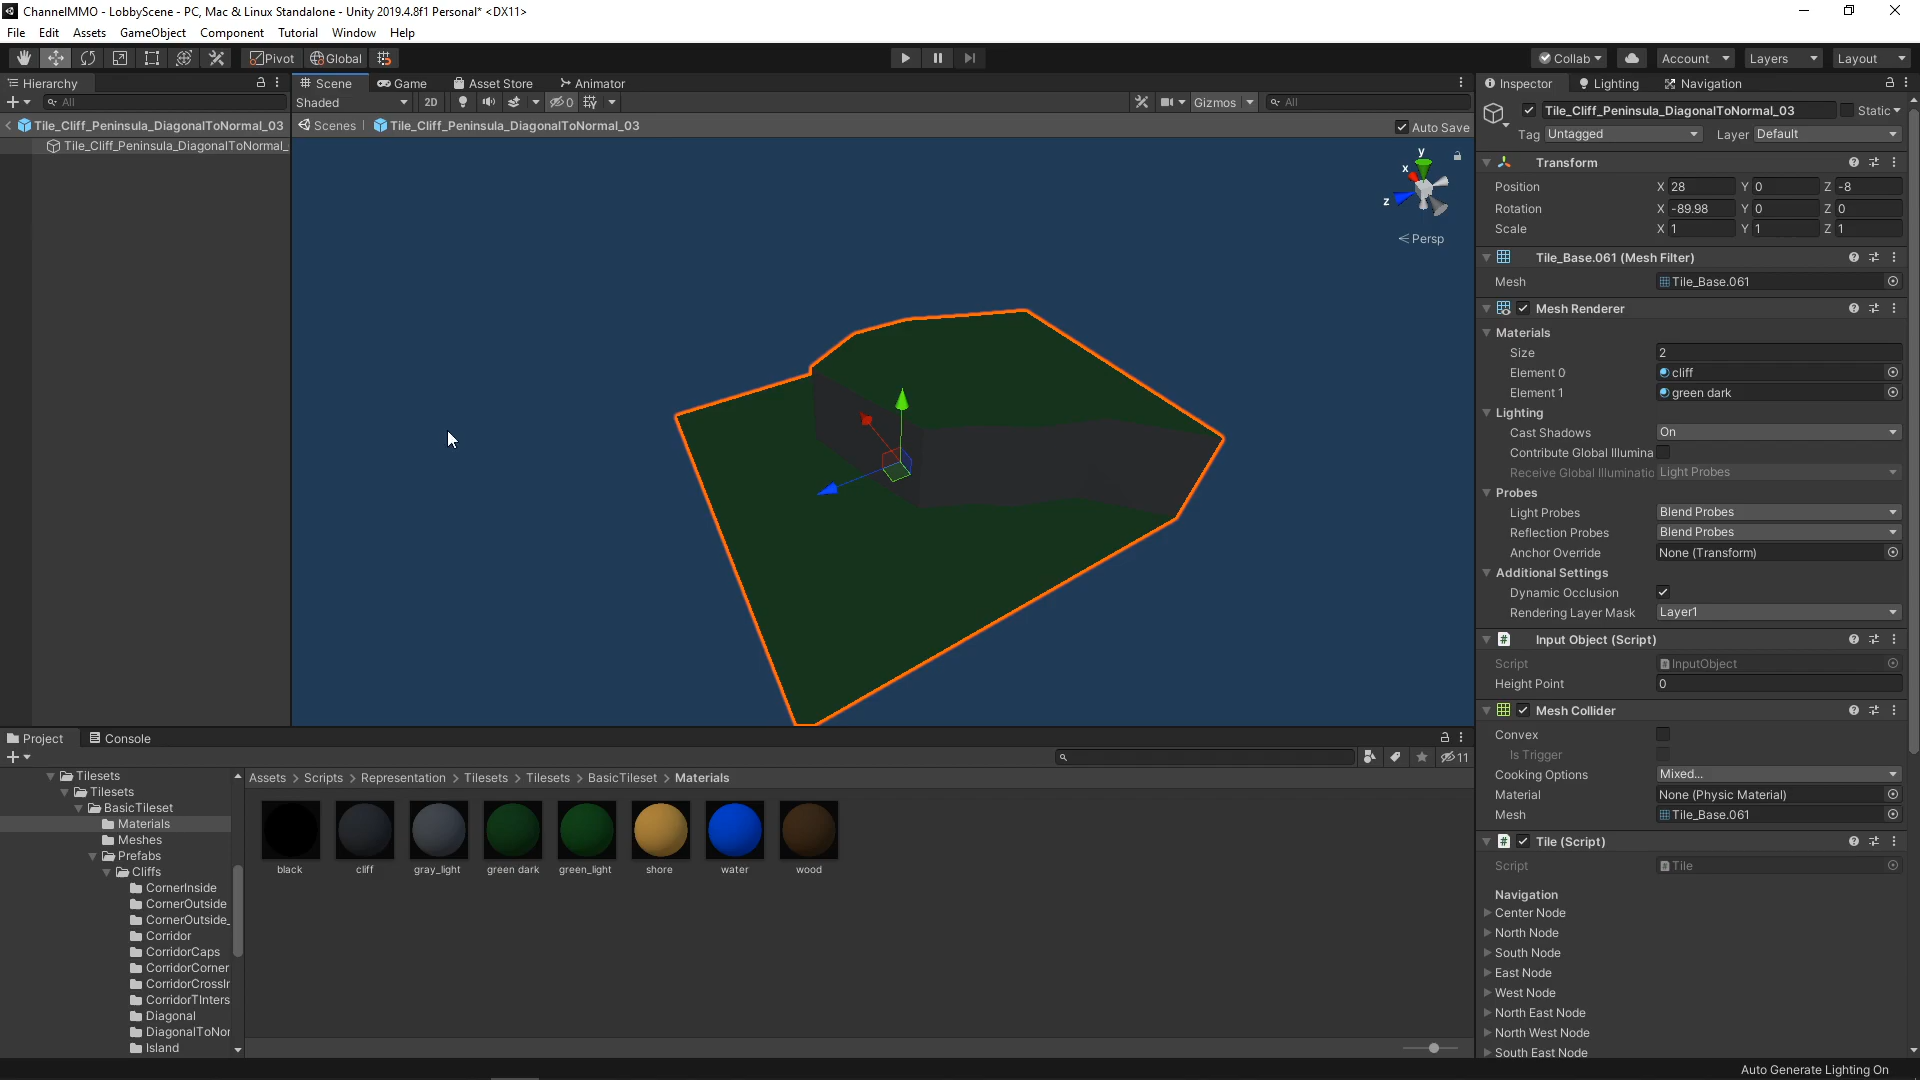 ChannelMMO - LobbyScene - PC, Mac & Linux Standalone - Unity 2019.4.8f1 Personal* <DX11>
File Edit Assets GameObject Component Tutorial Window Help
Pivot Global Collab Account Layers Layout
Hierarchy
All
Tile_Cliff_Peninsula_DiagonalToNormal_03
Tile_Cliff_Peninsula_DiagonalToNormal_
Scene Game Asset Store Animator
Shaded 2D 0 Gizmos All
Scenes Tile_Cliff_Peninsula_DiagonalToNormal_03 Auto Save
y
x
z
Persp
Inspector Lighting Navigation
Tile_Cliff_Peninsula_DiagonalToNormal_03 Static
Tag Untagged Layer Default
Transform
Position X 28 Y 0 Z -8
Rotation X -89.98 Y 0 Z 0
Scale X 1 Y 1 Z 1
Tile_Base.061 (Mesh Filter)
Mesh Tile_Base.061
Mesh Renderer
Materials
Size 2
Element 0 cliff
Element 1 green dark
Lighting
Cast Shadows On
Contribute Global Illumina
Receive Global Illuminatio Light Probes
Probes
Light Probes Blend Probes
Reflection Probes Blend Probes
Anchor Override None (Transform)
Additional Settings
Dynamic Occlusion
Rendering Layer Mask Layer1
Input Object (Script)
Script InputObject
Height Point 0
Mesh Collider
Convex
Is Trigger
Cooking Options Mixed...
Material None (Physic Material)
Mesh Tile_Base.061
Tile (Script)
Script Tile
Navigation
Center Node
North Node
South Node
East Node
West Node
North East Node
North West Node
South East Node
Project Console
11
Tilesets
Tilesets
BasicTileset
Materials
Meshes
Prefabs
Cliffs
CornerInside
CornerOutside
CornerOutside_
Corridor
CorridorCaps
CorridorCorner
CorridorCrossIr
CorridorTInters
Diagonal
DiagonalToNor
Island
Assets > Scripts > Representation > Tilesets > Tilesets > BasicTileset > Materials
black cliff gray_light green dark green_light shore water wood
Auto Generate Lighting On